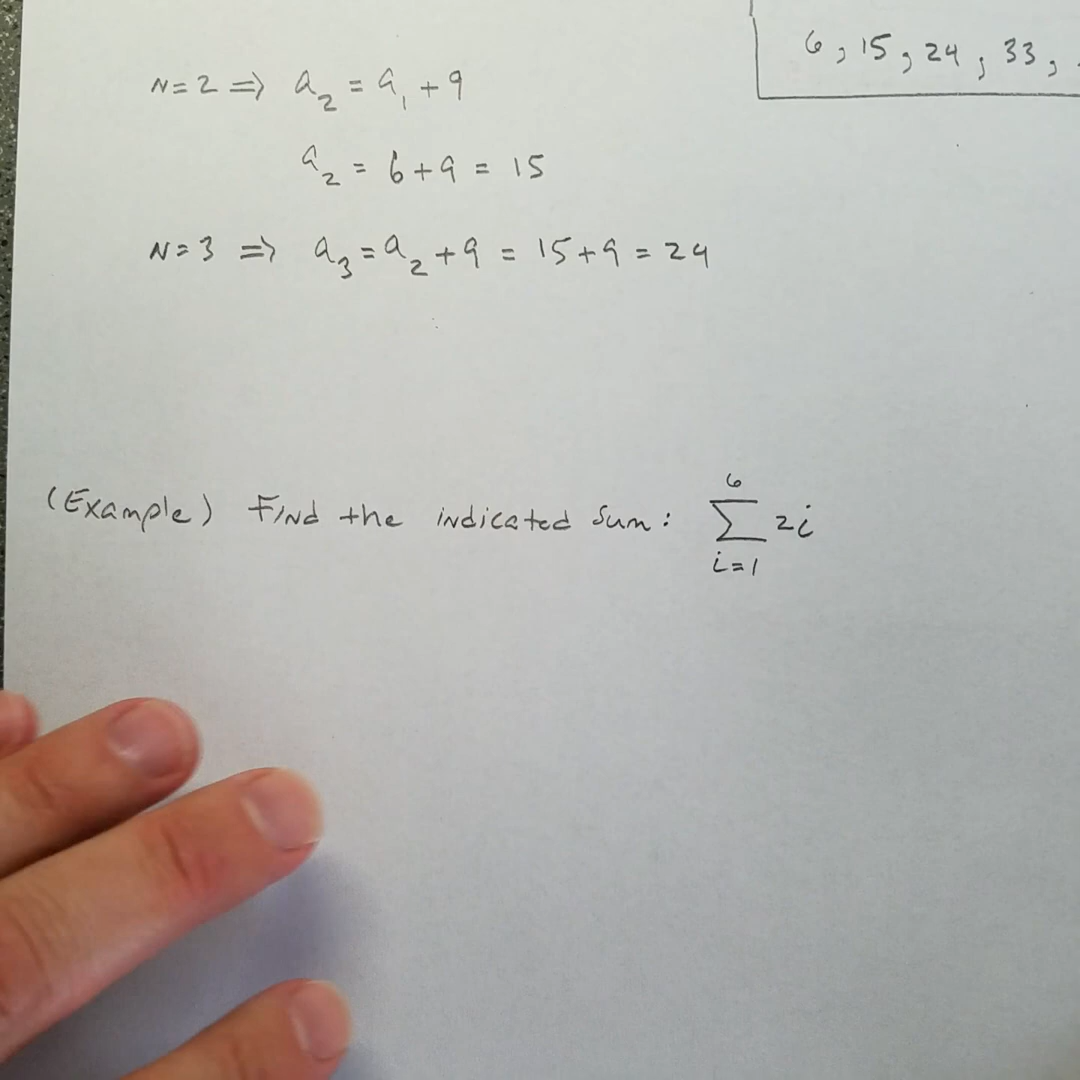 N=2 => a₂ = a₁ + 9
6, 15, 24, 33,
a₂ = 6+9 = 15
N=3 => a₃ = a₂ + 9 = 15+9 = 24
(Example) Find the indicated sum: 6 ∑ i=1 2i